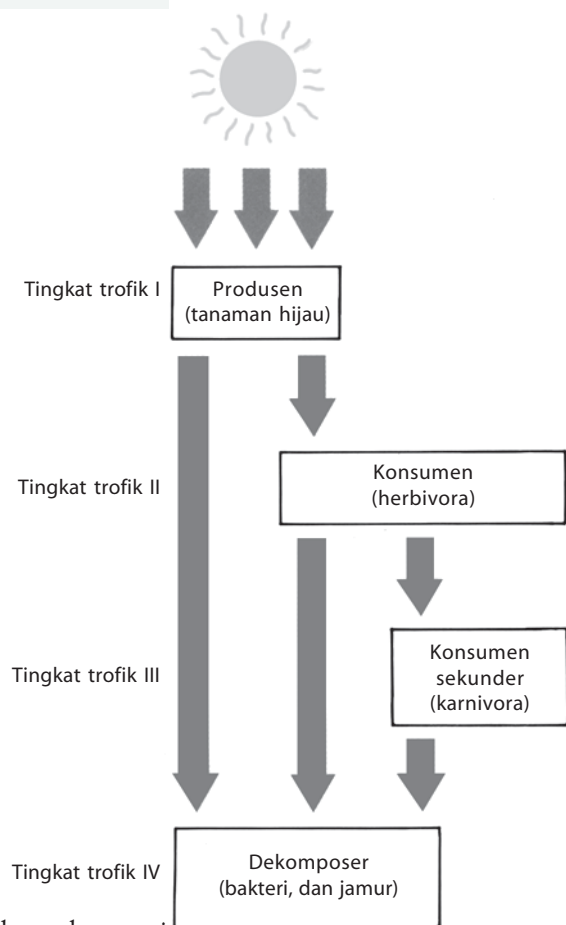 Tingkat trofik I
Produsen
(tanaman hijau)
Tingkat trofik II
Konsumen
(herbivora)
Tingkat trofik III
Konsumen
sekunder
(karnivora)
Tingkat trofik IV
Dekomposer
(bakteri, dan jamur)